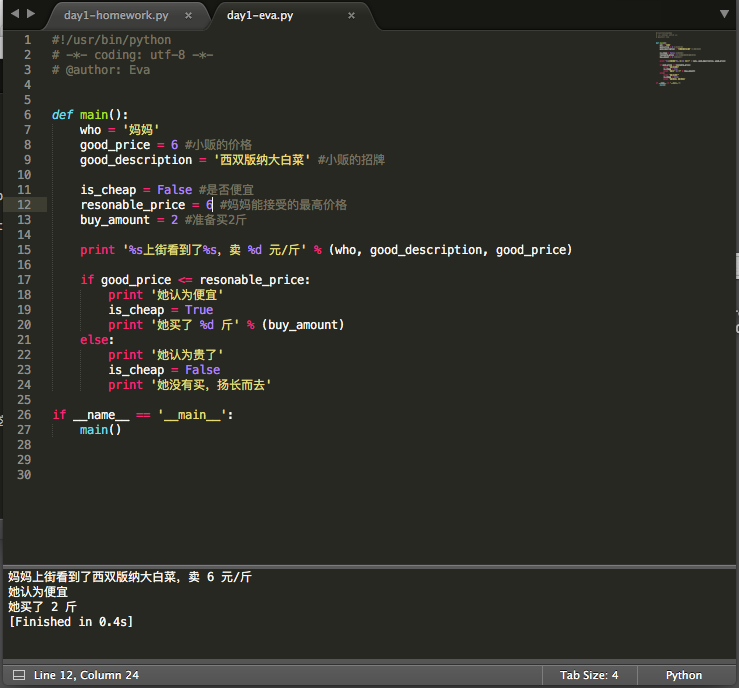 day1-homework.py × day1-eva.py ×
1 #!/usr/bin/python
2 # -*- coding: utf-8 -*-
3 # @author: Eva
4
5
6 def main():
7 who = '妈妈'
8 good_price = 6 #小贩的价格
9 good_description = '西双版纳大白菜' #小贩的招牌
10
11 is_cheap = False #是否便宜
12 resonable_price = 6 #妈妈能接受的最高价格
13 buy_amount = 2 #准备买2斤
14
15 print '%s上街看到了%s，卖 %d 元/斤' % (who, good_description, good_price)
16
17 if good_price <= resonable_price:
18 print '她认为便宜'
19 is_cheap = True
20 print '她买了 %d 斤' % (buy_amount)
21 else:
22 print '她认为贵了'
23 is_cheap = False
24 print '她没有买，扬长而去'
25
26 if __name__ == '__main__':
27 main()
28
29
30
妈妈上街看到了西双版纳大白菜，卖 6 元/斤
她认为便宜
她买了 2 斤
[Finished in 0.4s]
Line 12, Column 24 Tab Size: 4 Python